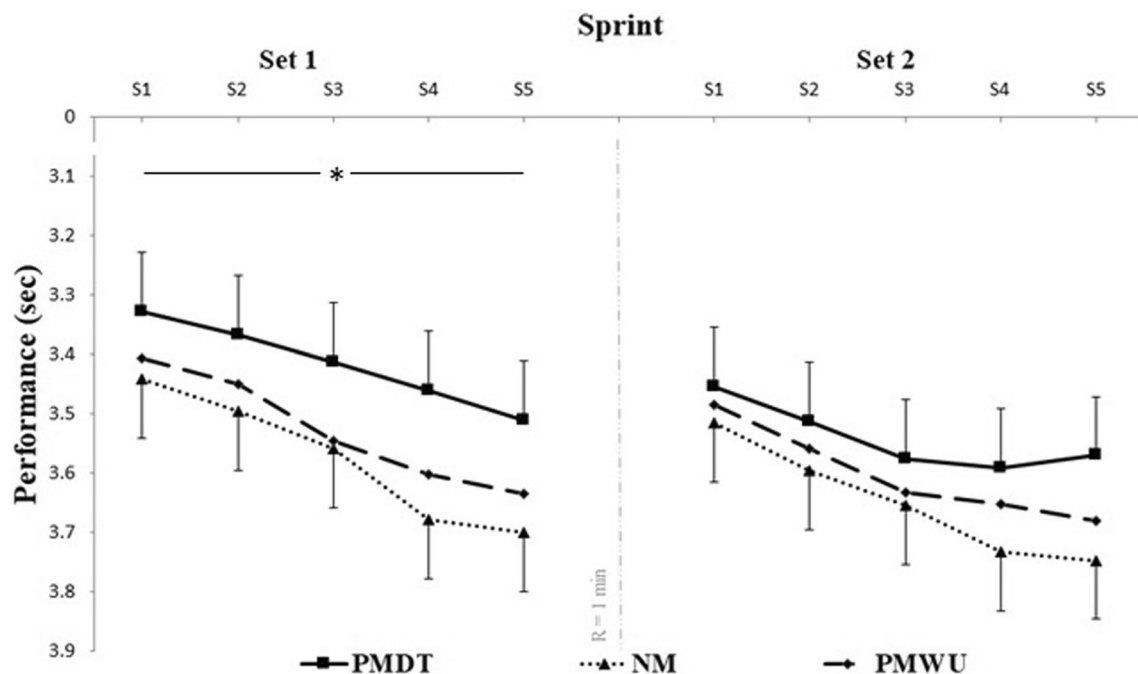 Sprint
Set 1 Set 2
S1 S2 S3 S4 S5 S1 S2 S3 S4 S5
0
3.1
*
3.2
3.3
3.4
3.5
3.6
3.7
3.8
3.9
Performance (sec)
R = 1 min
PMDT NM PMWU